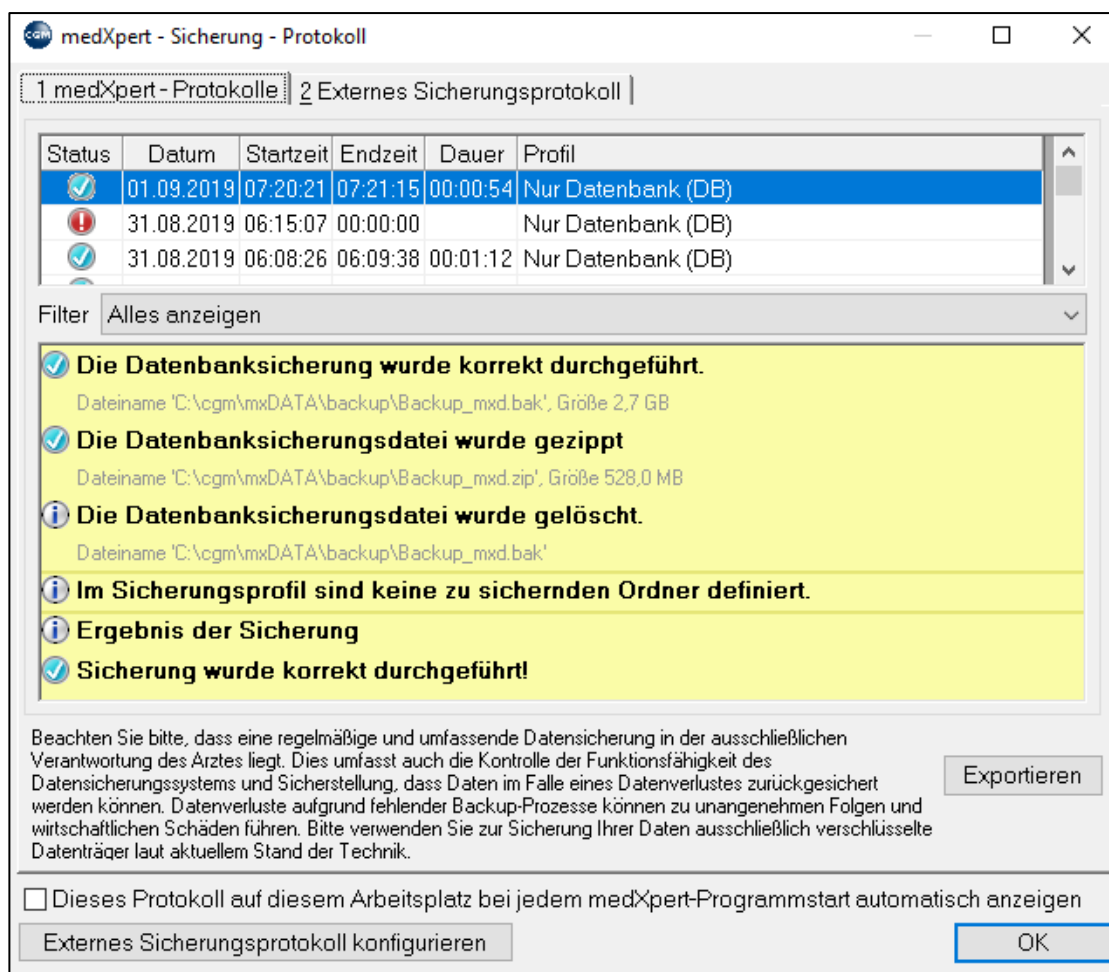 CGM medXpert - Sicherung - Protokoll
1 medXpert - Protokolle 2 Externes Sicherungsprotokoll
Status Datum Startzeit Endzeit Dauer Profil
01.09.2019 07:20:21 07:21:15 00:00:54 Nur Datenbank (DB)
31.08.2019 06:15:07 00:00:00 Nur Datenbank (DB)
31.08.2019 06:08:26 06:09:38 00:01:12 Nur Datenbank (DB)
Filter Alles anzeigen
Die Datenbanksicherung wurde korrekt durchgeführt.
Dateiname 'C:\cgm\mxDATA\backup\Backup_mxd.bak', Größe 2,7 GB
Die Datenbanksicherungsdatei wurde gezippt
Dateiname 'C:\cgm\mxDATA\backup\Backup_mxd.zip', Größe 528,0 MB
Die Datenbanksicherungsdatei wurde gelöscht.
Dateiname 'C:\cgm\mxDATA\backup\Backup_mxd.bak'
Im Sicherungsprofil sind keine zu sichernden Ordner definiert.
Ergebnis der Sicherung
Sicherung wurde korrekt durchgeführt!
Beachten Sie bitte, dass eine regelmäßige und umfassende Datensicherung in der ausschließlichen
Verantwortung des Arztes liegt. Dies umfasst auch die Kontrolle der Funktionsfähigkeit des
Datensicherungssystems und Sicherstellung, dass Daten im Falle eines Datenverlustes zurückgesichert
werden können. Datenverluste aufgrund fehlender Backup-Prozesse können zu unangenehmen Folgen und
wirtschaftlichen Schäden führen. Bitte verwenden Sie zur Sicherung Ihrer Daten ausschließlich verschlüsselte
Datenträger laut aktuellem Stand der Technik.
Exportieren
Dieses Protokoll auf diesem Arbeitsplatz bei jedem medXpert-Programmstart automatisch anzeigen
Externes Sicherungsprotokoll konfigurieren OK